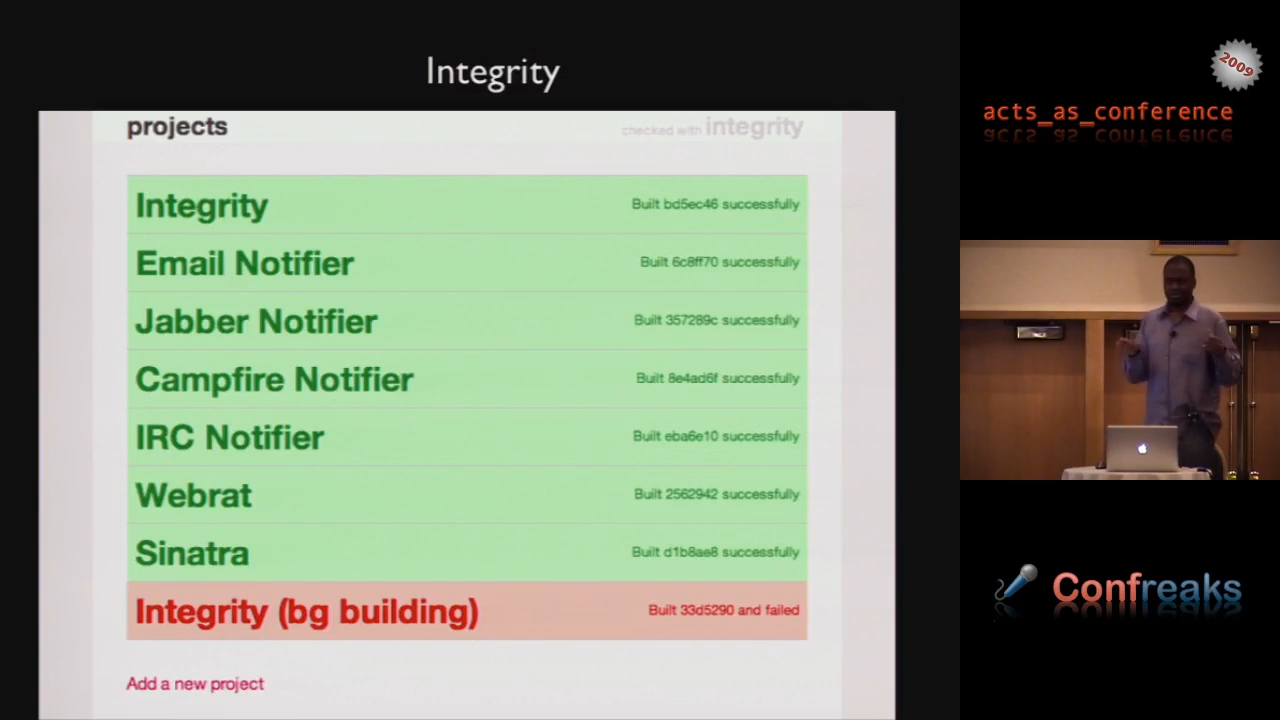 Integrity
projects
checked with integrity
Integrity
Built bd5ec46 successfully
Email Notifier
Built 6c8ff70 successfully
Jabber Notifier
Built 357289c successfully
Campfire Notifier
Built 8e4ad6f successfully
IRC Notifier
Built eba6e10 successfully
Webrat
Built 2562942 successfully
Sinatra
Built d1b8ae8 successfully
Integrity (bg building)
Built 33d5290 and failed
Add a new project
2009
acts_as_conference
Confreaks